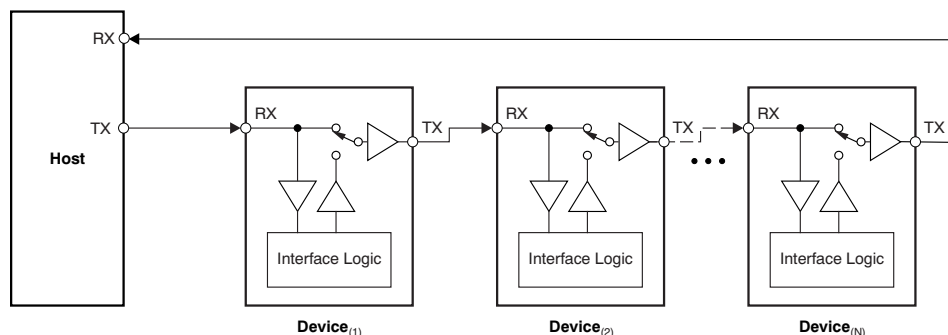 RX
TX
Host
RX
TX
Interface Logic
Device(1)
RX
TX
Interface Logic
Device(2)
RX
TX
Interface Logic
Device(N)